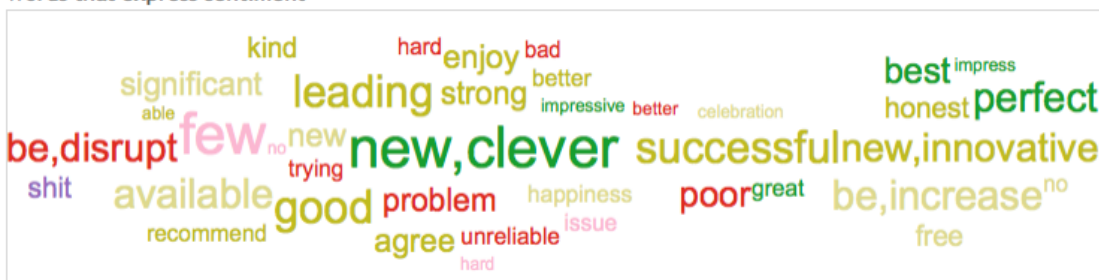 kind hard enjoy bad
significant leading strong better best impress
able impressive better celebration honest perfect
be,disrupt few no new new,clever successful new,innovative
trying
shit available good problem happiness poor great be,increase no
recommend agree unreliable issue free
hard